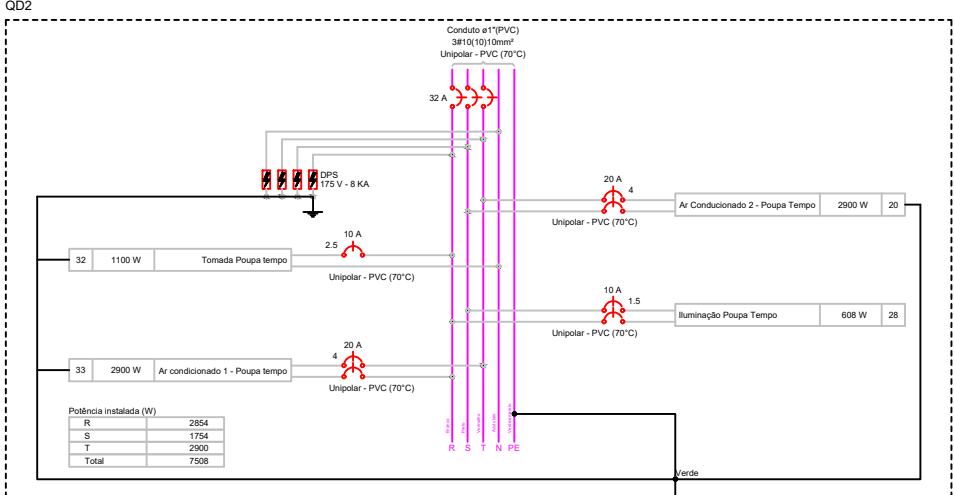 QD2
Conduto ø1"(PVC)
3#10(10)10mm²
Unipolar - PVC (70°C)
32 A
DPS
175 V - 8 KA
20 A
4
Ar Conducionado 2 - Poupa Tempo 2900 W 20
Unipolar - PVC (70°C)
10 A
2.5
32 1100 W Tomada Poupa tempo
Unipolar - PVC (70°C)
10 A
1.5
Iluminação Poupa Tempo 608 W 28
Unipolar - PVC (70°C)
20 A
4
33 2900 W Ar condicionado 1 - Poupa tempo
Unipolar - PVC (70°C)
Potência instalada (W)
R 2854
S 1754
T 2900
Total 7508
Preto
Vermelho
R S T N PE
Verde